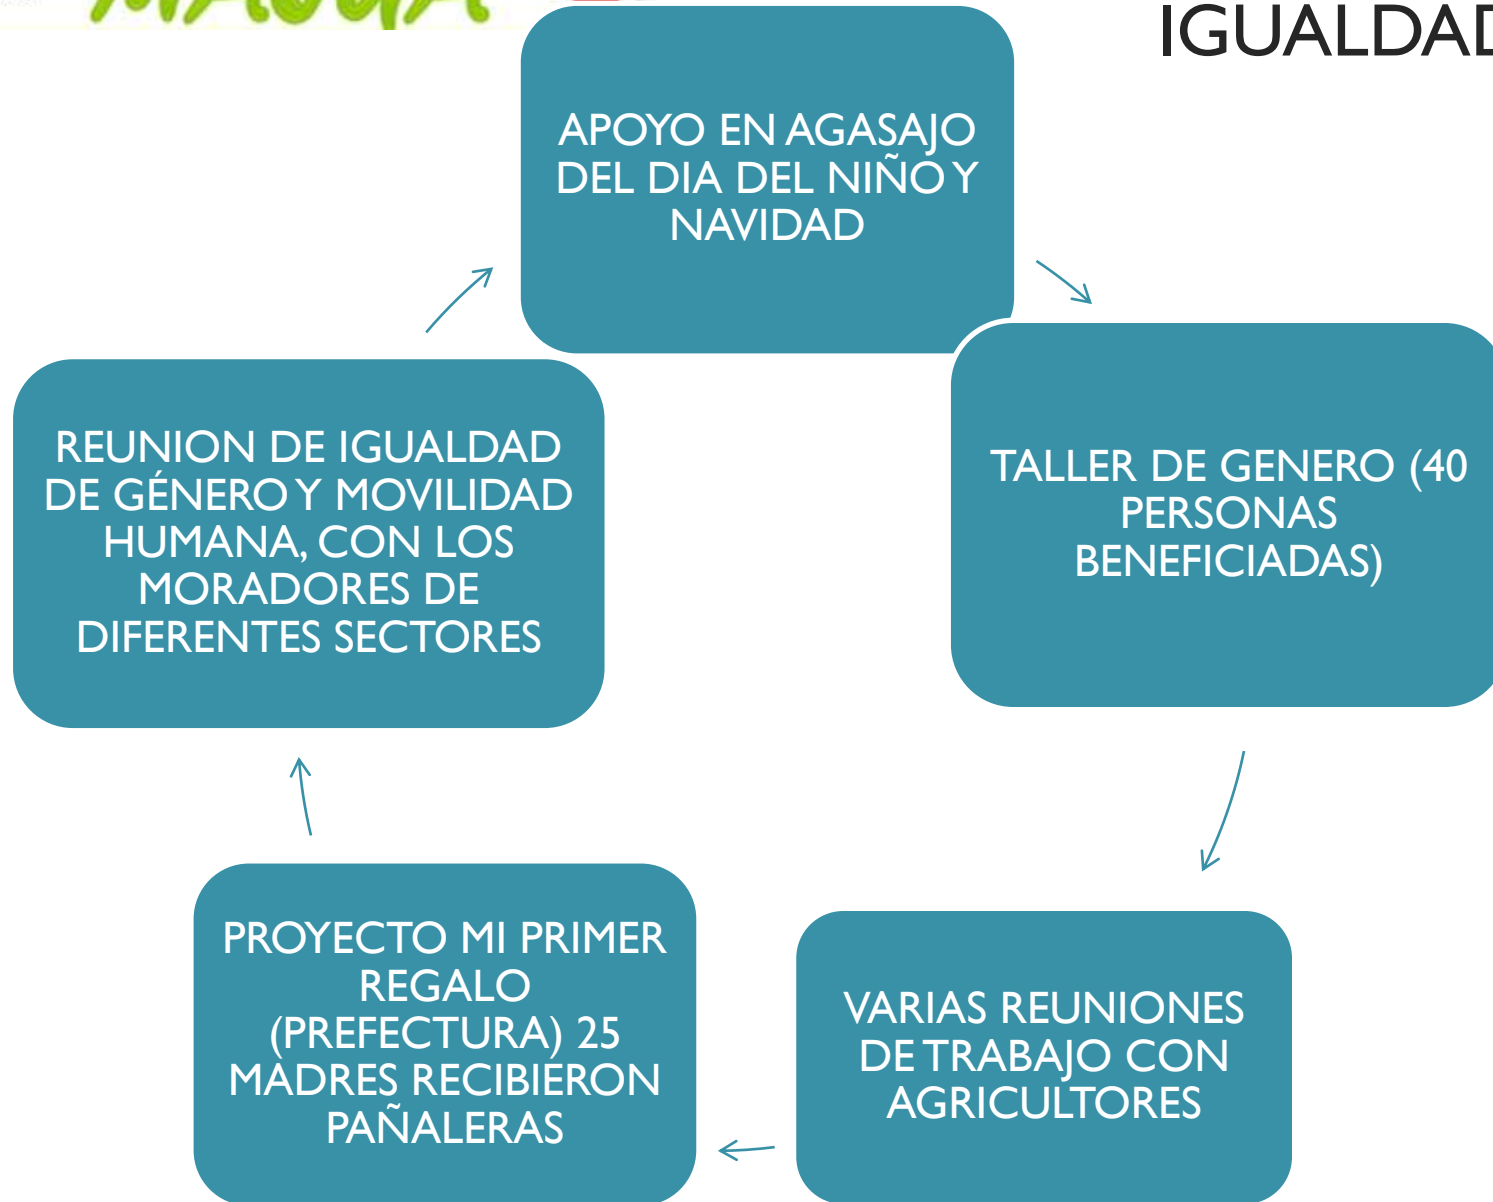 IGUALDAD
APOYO EN AGASAJO
DEL DIA DEL NIÑO Y
NAVIDAD
TALLER DE GENERO (40
PERSONAS
BENEFICIADAS)
VARIAS REUNIONES
DE TRABAJO CON
AGRICULTORES
PROYECTO MI PRIMER
REGALO
(PREFECTURA) 25
MADRES RECIBIERON
PAÑALERAS
REUNION DE IGUALDAD
DE GÉNERO Y MOVILIDAD
HUMANA, CON LOS
MORADORES DE
DIFERENTES SECTORES